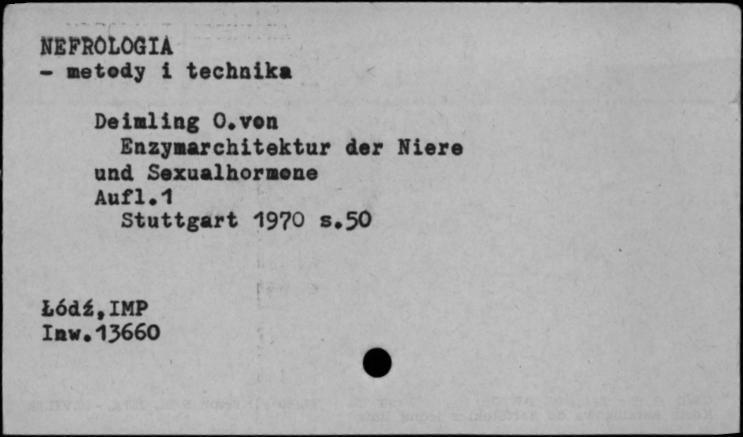 NEFROLOGIA
- metody i technika
Deimling O.von
Enzymarchitektur der Niere
und Sexualhormone
Aufl.1
Stuttgart 1970 s.50
Łódź,IMP
Inw.13660